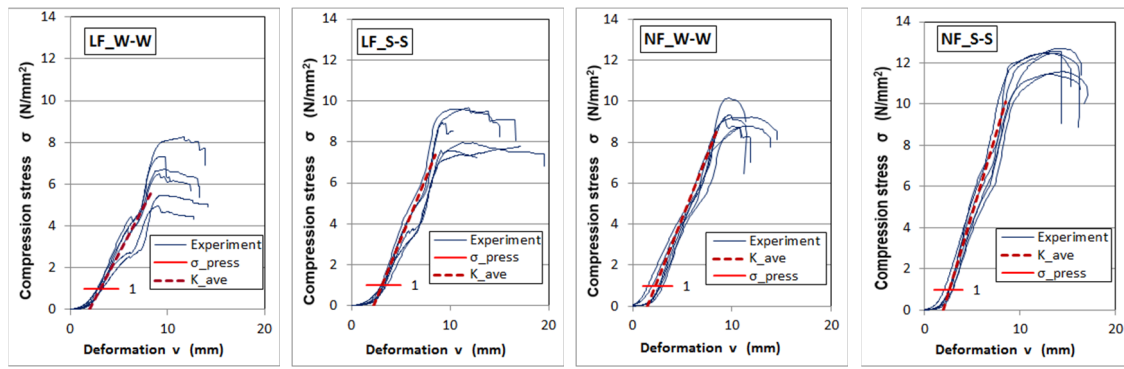 LF_W-W
Compression stress σ (N/mm²)
14
12
10
8
6
4
2
0
Experiment
σ_press
K_ave
1
0
10
20
Deformation v (mm)
LF_S-S
Compression stress σ (N/mm²)
14
12
10
8
6
4
2
0
Experiment
σ_press
K_ave
1
0
10
20
Deformation v (mm)
NF_W-W
Compression stress σ (N/mm²)
14
12
10
8
6
4
2
0
Experiment
K_ave
σ_press
1
0
10
20
Deformation v (mm)
NF_S-S
Compression stress σ (N/mm²)
14
12
10
8
6
4
2
0
Experiment
K_ave
σ_press
1
0
10
20
Deformation v (mm)